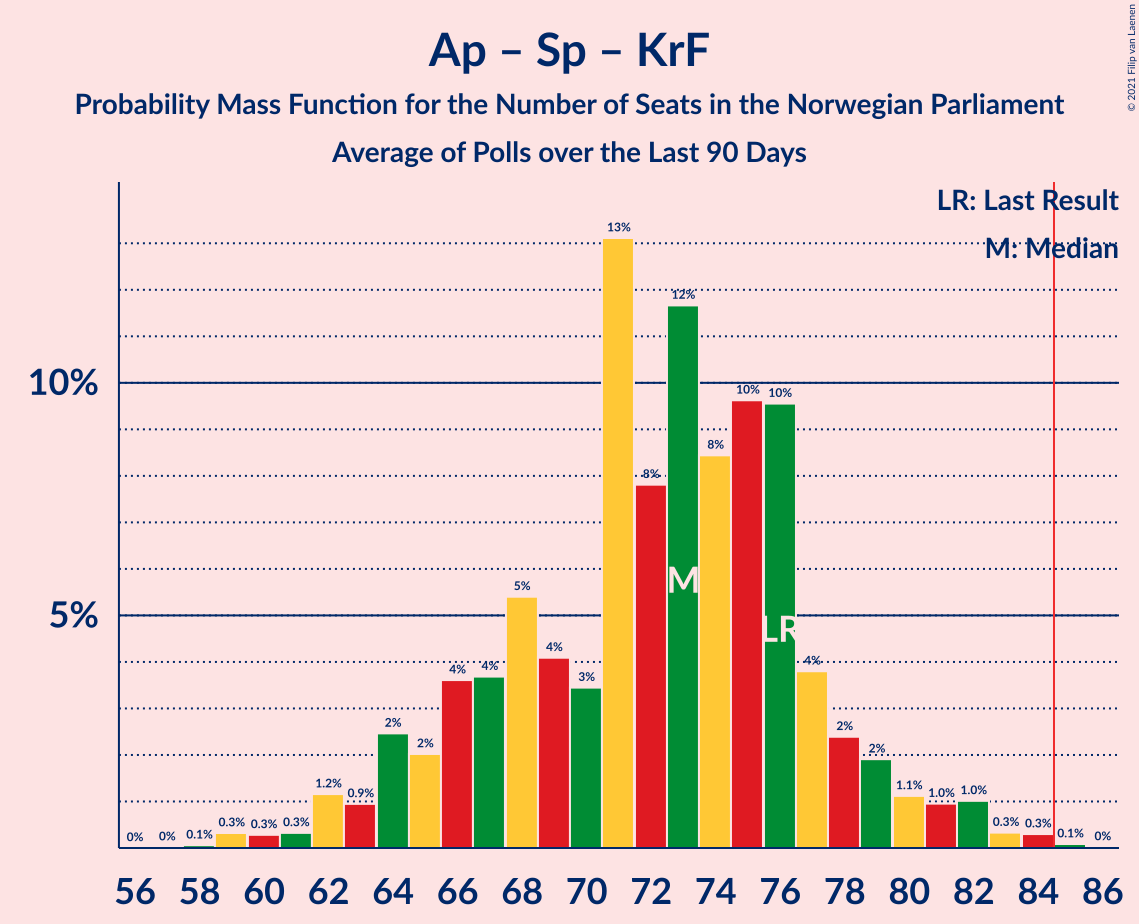 Ap – Sp – KrF
Probability Mass Function for the Number of Seats in the Norwegian Parliament
Average of Polls over the Last 90 Days
© 2021 Filip van Laenen
LR: Last Result
M: Median
10%
5%
0% 0% 0.1% 0.3% 0.3% 0.3% 1.2% 0.9% 2% 2% 4% 4% 5% 4% 3% 13% 8% 12% 8% 10% 10% 4% 2% 2% 1.1% 1.0% 1.0% 0.3% 0.3% 0.1% 0%
M
LR
56 58 60 62 64 66 68 70 72 74 76 78 80 82 84 86